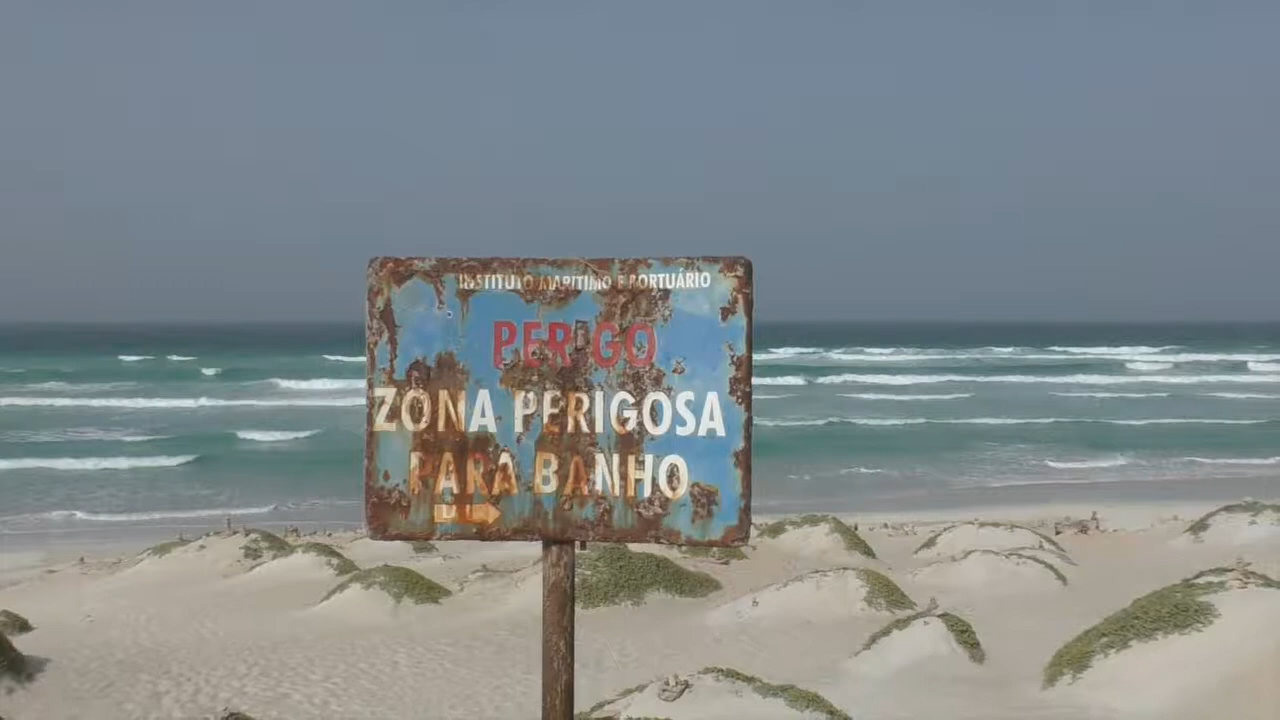 INSTITUTO MARITIMO E PORTUÁRIO
PERIGO
ZONA PERIGOSA
PARA BANHO